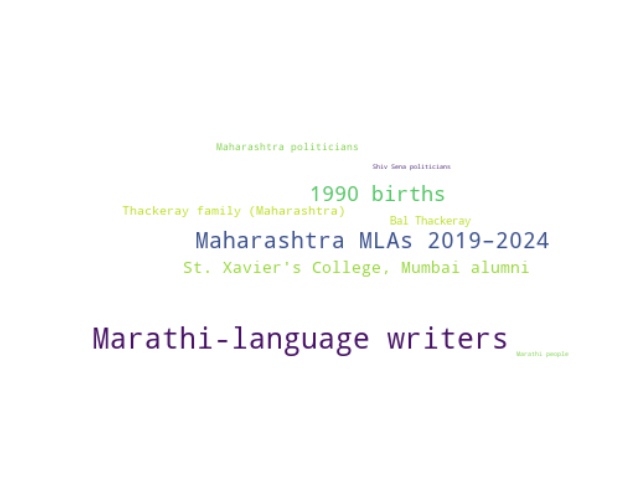 Maharashtra politicians
Shiv Sena politicians
1990 births
Thackeray family (Maharashtra)
Bal Thackeray
Maharashtra MLAs 2019–2024
St. Xavier's College, Mumbai alumni
Marathi-language writers
Marathi people